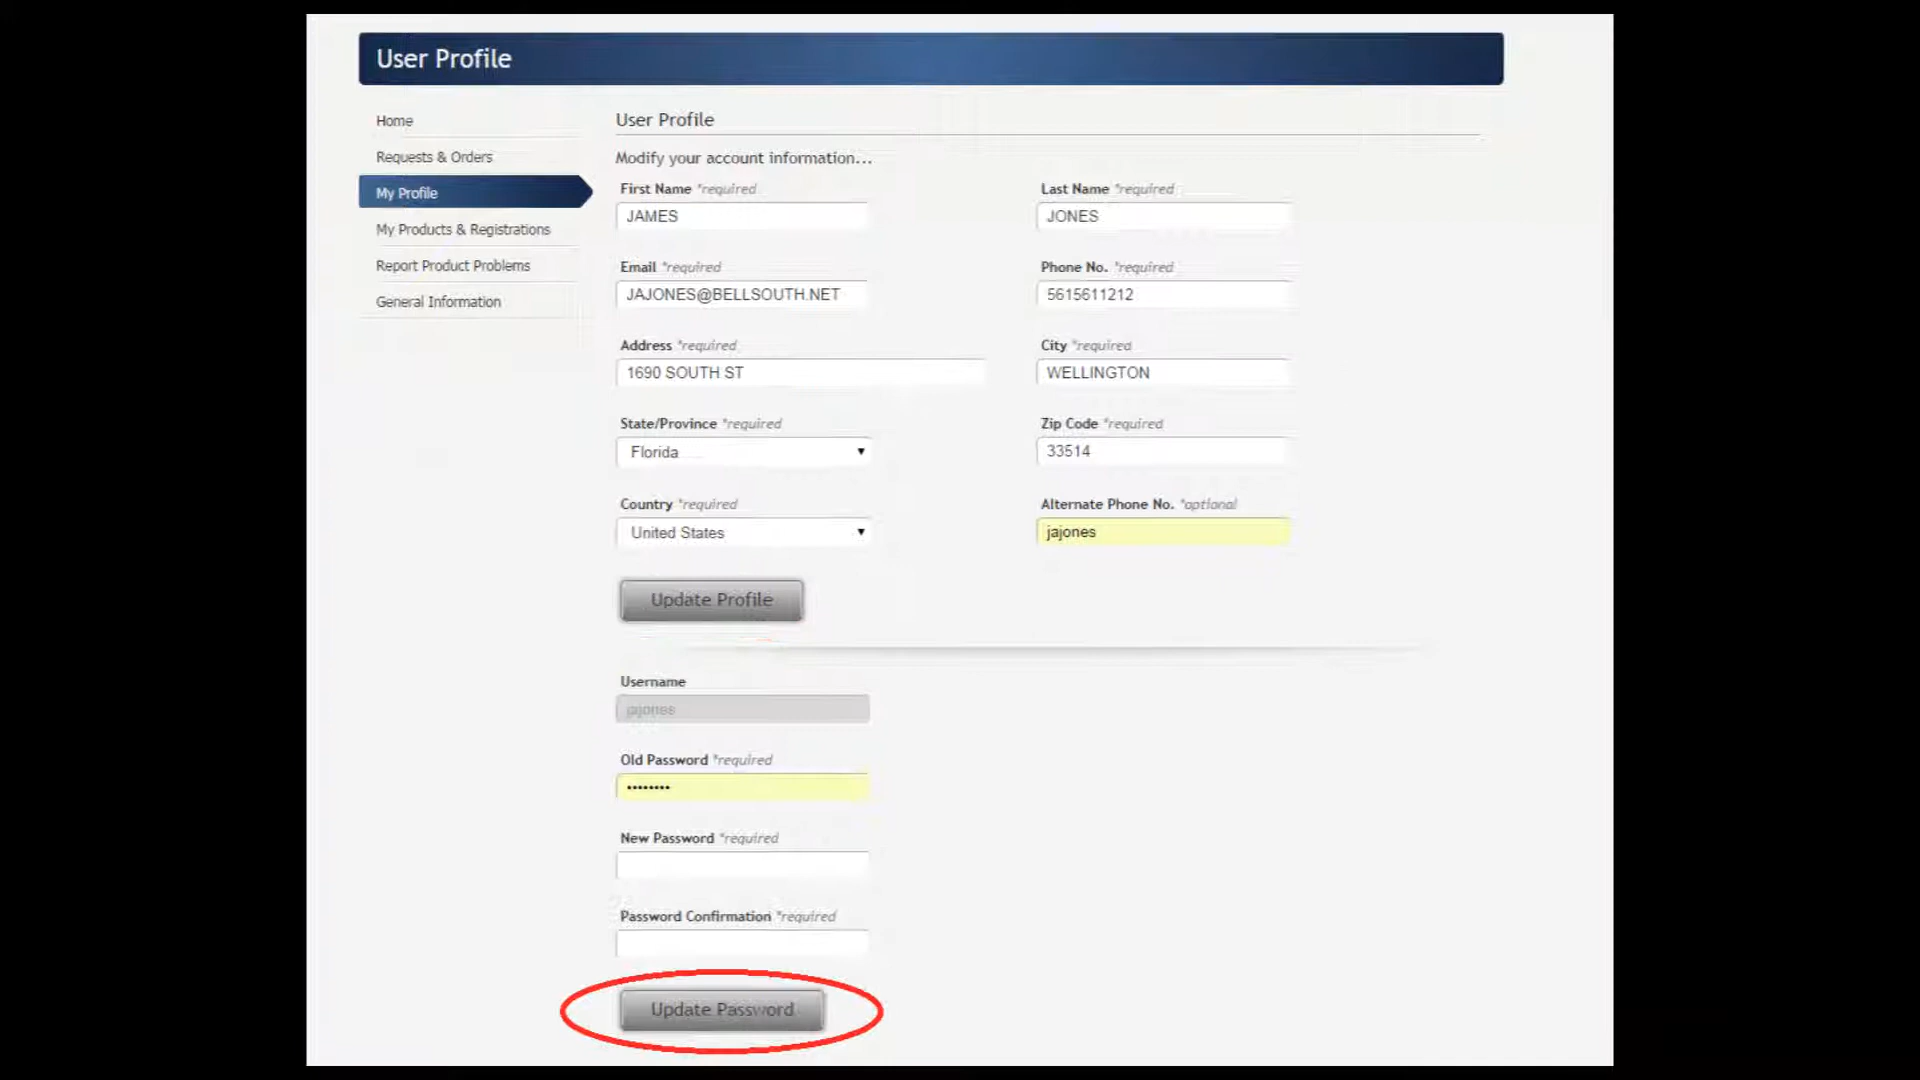 User Profile
Home
Requests & Orders
My Profile
My Products & Registrations
Report Product Problems
General Information
User Profile
Modify your account information...
First Name *required
Last Name *required
JAMES
JONES
Email *required
Phone No. *required
JAJONES@BELLSOUTH.NET
5615611212
Address *required
City *required
1690 SOUTH ST
WELLINGTON
State/Province *required
Zip Code *required
Florida
33514
Country *required
Alternate Phone No. *optional
United States
jajones
Update Profile
Username
jajones
Old Password *required
••••••••
New Password *required
Password Confirmation *required
Update Password